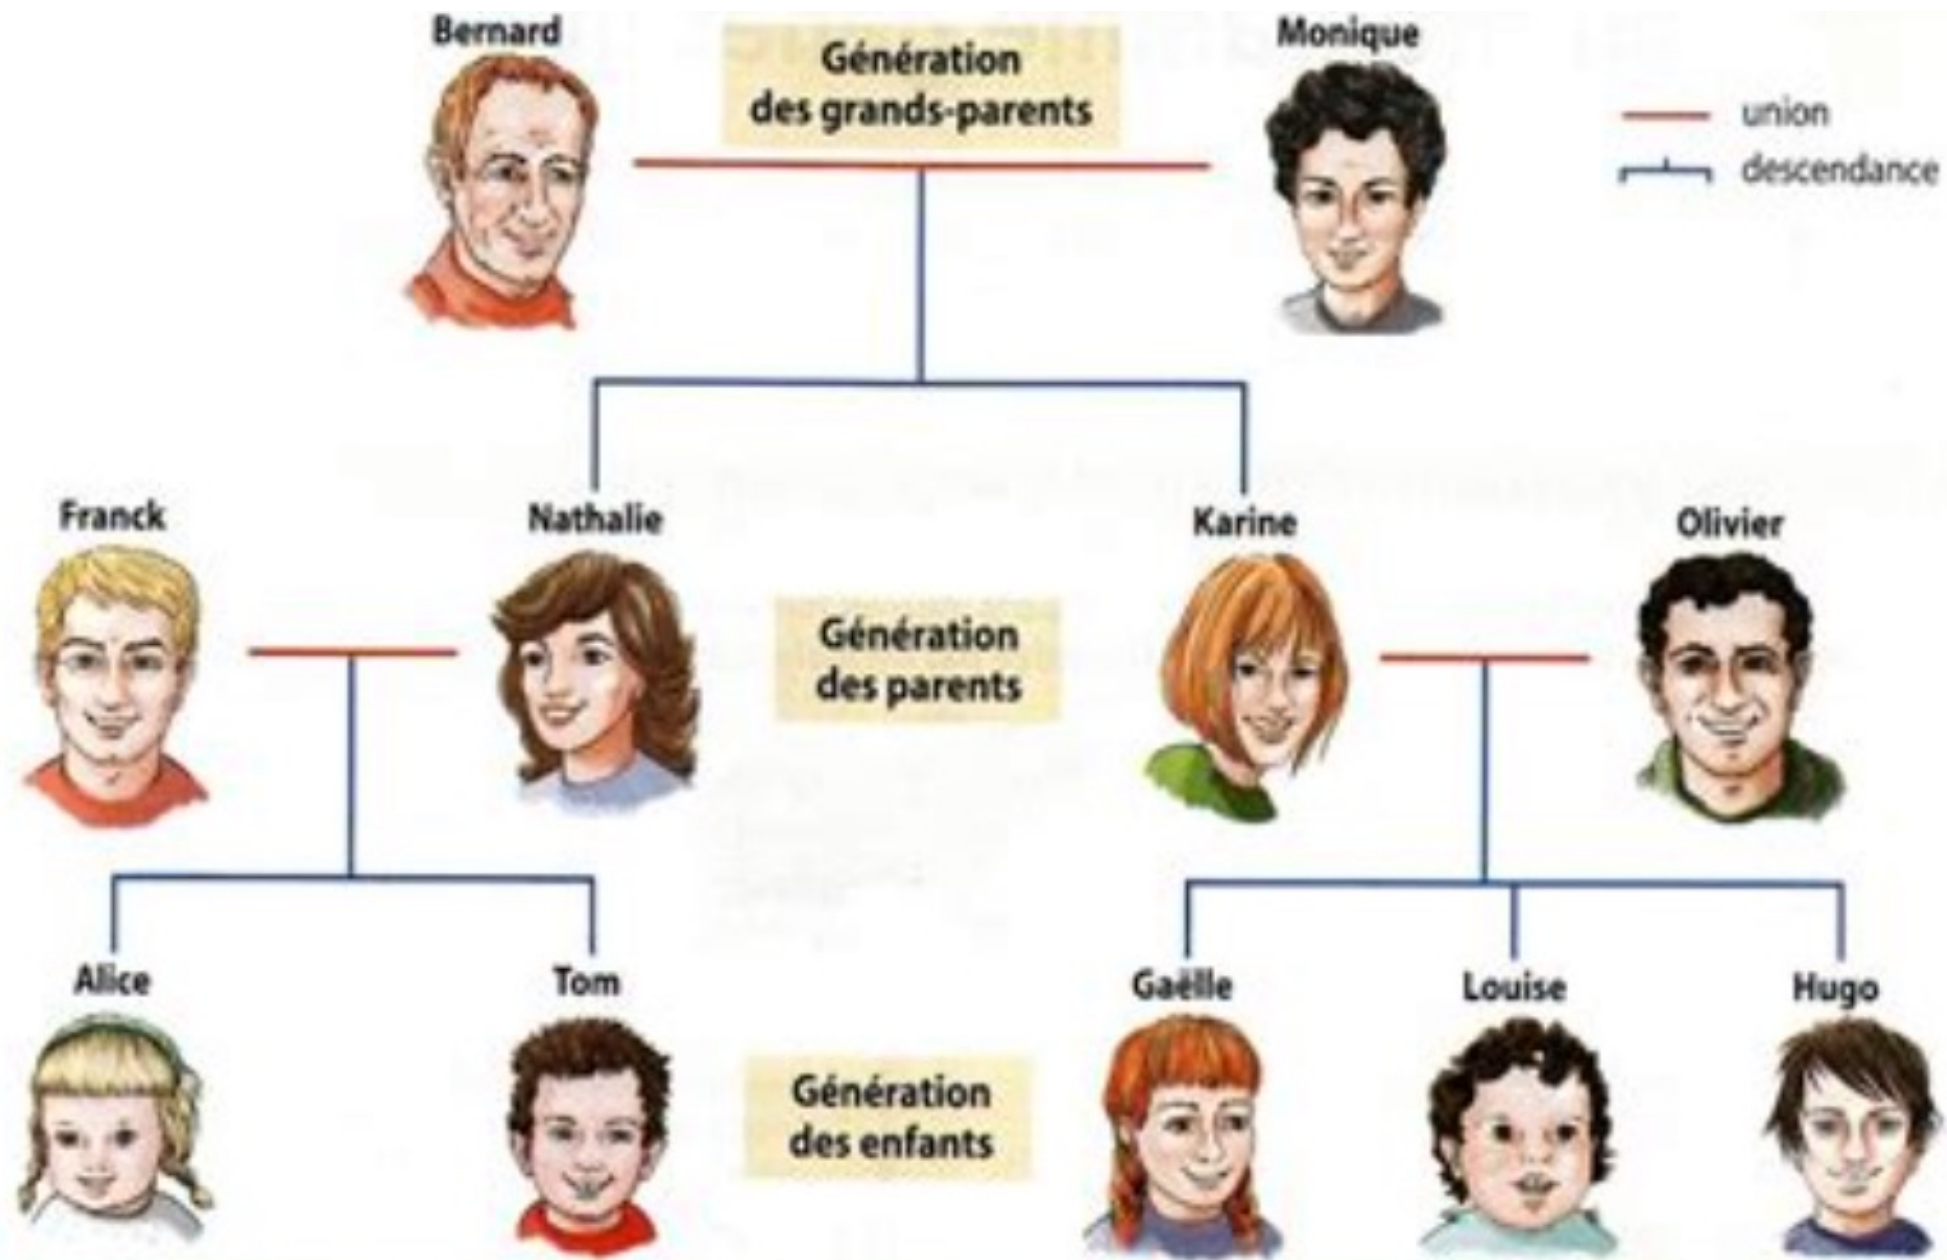 Bernard
Génération
des grands-parents
Monique
union
descendance
Franck
Nathalie
Karine
Olivier
Génération
des parents
Alice
Tom
Gaëlle
Louise
Hugo
Génération
des enfants